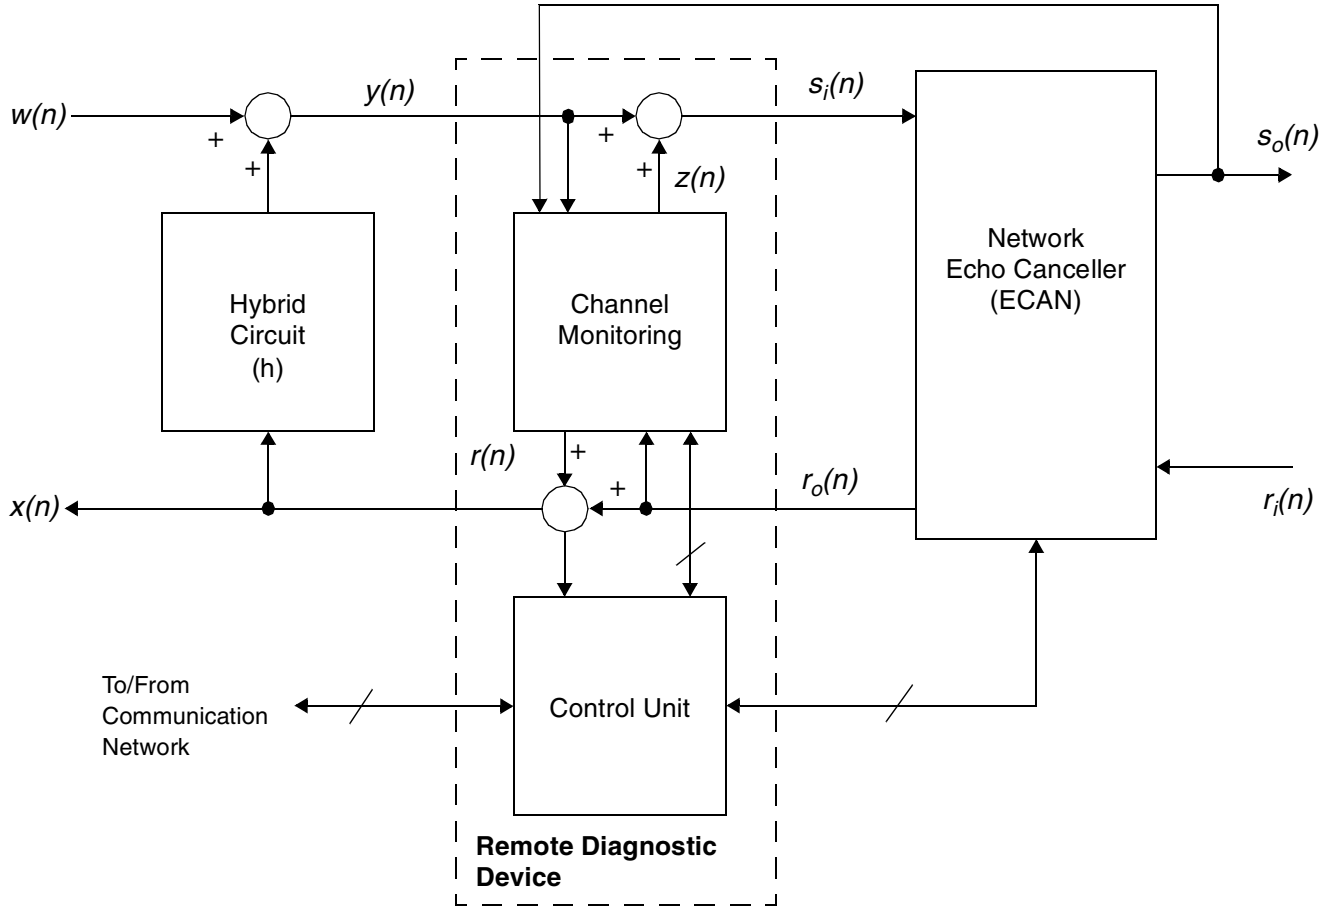 y(n)
s_i(n)
w(n)
+
+
s_o(n)
+
+
z(n)
Network
Echo Canceller
(ECAN)
Hybrid
Circuit
(h)
Channel
Monitoring
r(n)
+
+
r_o(n)
x(n)
r_i(n)
To/From
Communication
Network
Control Unit
Remote Diagnostic
Device